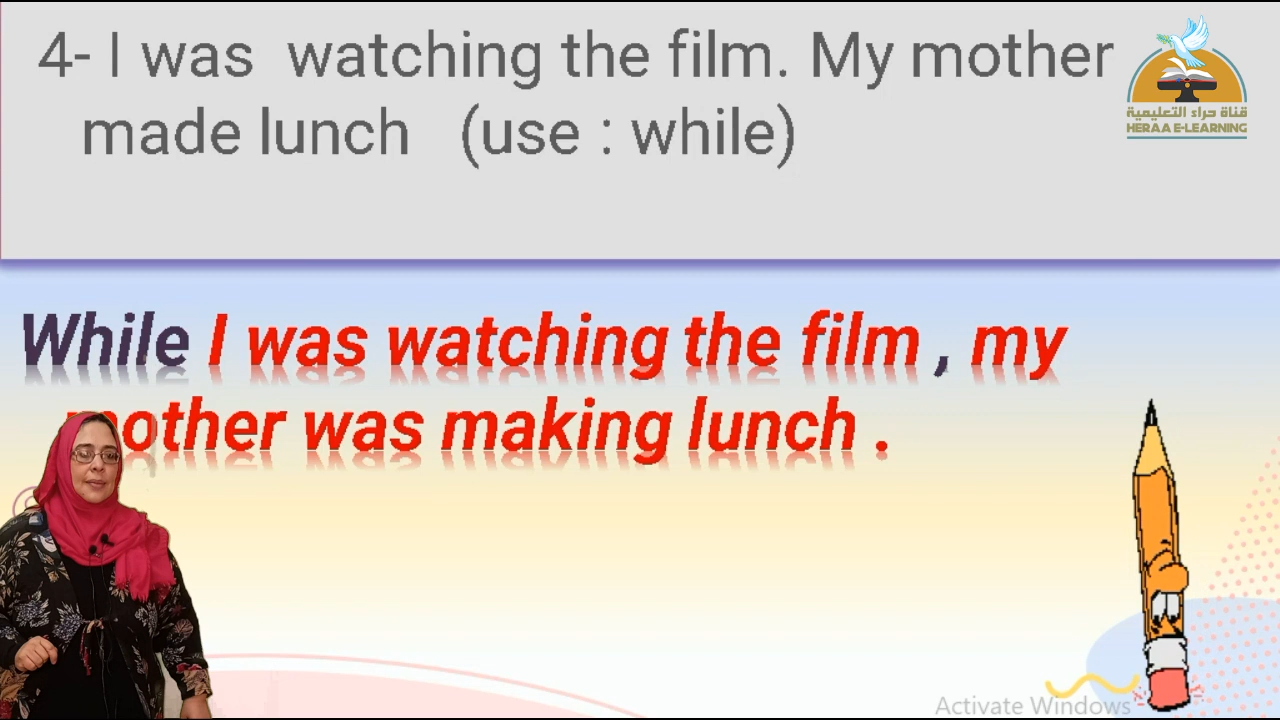 4- I was watching the film. My mother
made lunch (use : while)
قناة حراء التعليمية
HERAA E-LEARNING
While I was watching the film , my
mother was making lunch .
Activate Windows